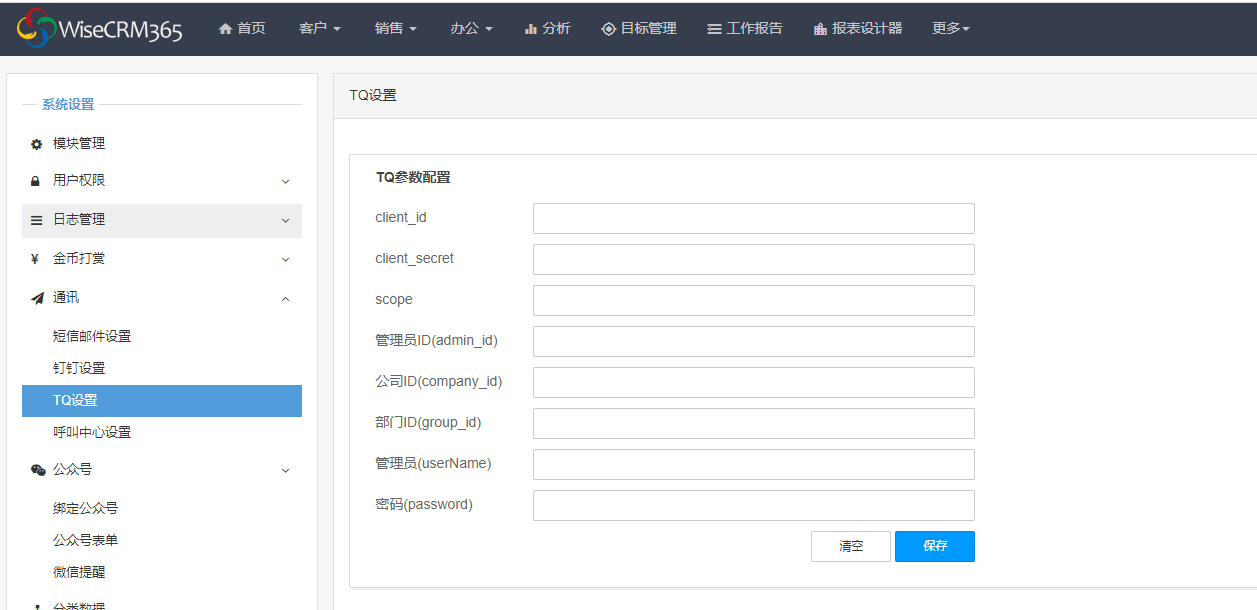 WiseCRM365 首页 客户 销售 办公 分析 目标管理 工作报告 报表设计器 更多
系统设置
模块管理
用户权限
日志管理
¥ 金币打赏
通讯
短信邮件设置
钉钉设置
TQ设置
呼叫中心设置
公众号
绑定公众号
公众号表单
微信提醒
分类数据
TQ设置
TQ参数配置
client_id
client_secret
scope
管理员ID(admin_id)
公司ID(company_id)
部门ID(group_id)
管理员(userName)
密码(password)
清空 保存